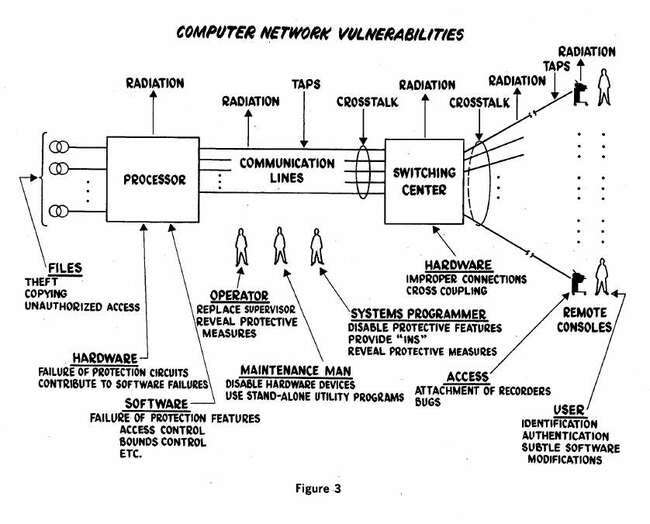 COMPUTER NETWORK VULNERABILITIES
RADIATION
RADIATION
TAPS
CROSSTALK
RADIATION
CROSSTALK
RADIATION
TAPS
RADIATION
PROCESSOR
COMMUNICATION
LINES
SWITCHING
CENTER
FILES
THEFT
COPYING
UNAUTHORIZED ACCESS
OPERATOR
REPLACE SUPERVISOR
REVEAL PROTECTIVE
MEASURES
HARDWARE
IMPROPER CONNECTIONS
CROSS COUPLING
SYSTEMS PROGRAMMER
DISABLE PROTECTIVE FEATURES
PROVIDE "INS"
REVEAL PROTECTIVE MEASURES
REMOTE
CONSOLES
HARDWARE
FAILURE OF PROTECTION CIRCUITS
CONTRIBUTE TO SOFTWARE FAILURES
MAINTENANCE MAN
DISABLE HARDWARE DEVICES
USE STAND-ALONE UTILITY PROGRAMS
ACCESS
ATTACHMENT OF RECORDERS
BUGS
SOFTWARE
FAILURE OF PROTECTION FEATURES
ACCESS CONTROL
BOUNDS CONTROL
ETC.
USER
IDENTIFICATION
AUTHENTICATION
SUBTLE SOFTWARE
MODIFICATIONS
Figure 3